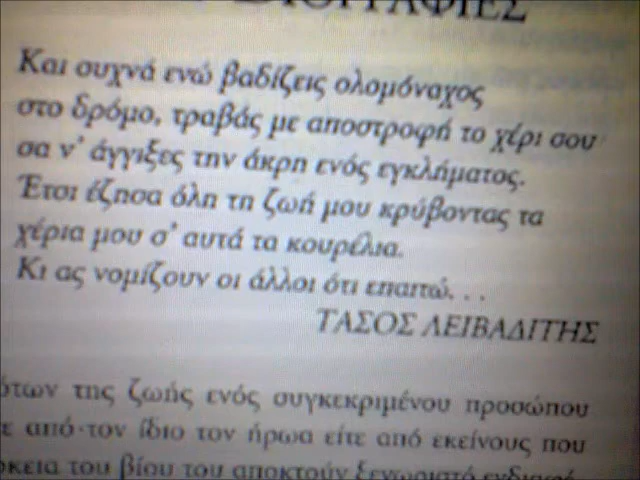 Και συχνά ενώ βαδίζεις ολομόναχος
στο δρόμο, τραβάς με αποστροφή το χέρι σου
σα ν' άγγιξες την άκρη ενός εγκλήματος.
Έτσι έζησα όλη τη ζωή μου κρύβοντας τα
χέρια μου σ' αυτά τα κουρέλια.
Κι ας νομίζουν οι άλλοι ότι επαιτώ. . .
ΤΑΣΟΣ ΛΕΙΒΑΔΙΤΗΣ
της ζωής ενός συγκεκριμένου προσώπου
από τον ίδιο τον ήρωα είτε από εκείνους που
του βίου του αποκτούν ξεχωριστό